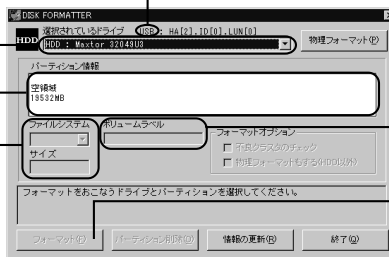 DISK FORMATTER
選択されているドライブ USB : HA[2].ID[0].LUN[0]
HDD
HDD : Maxtor 32049U3
物理フォーマット(P)
パーティション情報
空領域
19532MB
ファイルシステム
ボリュームラベル
サイズ
フォーマットオプション
不良クラスタのチェック
物理フォーマットもする(HDD以外)
フォーマットをおこなうドライブとパーティションを選択してください。
フォーマット(F)
パーティション削除(D)
情報の更新(R)
終了(Q)